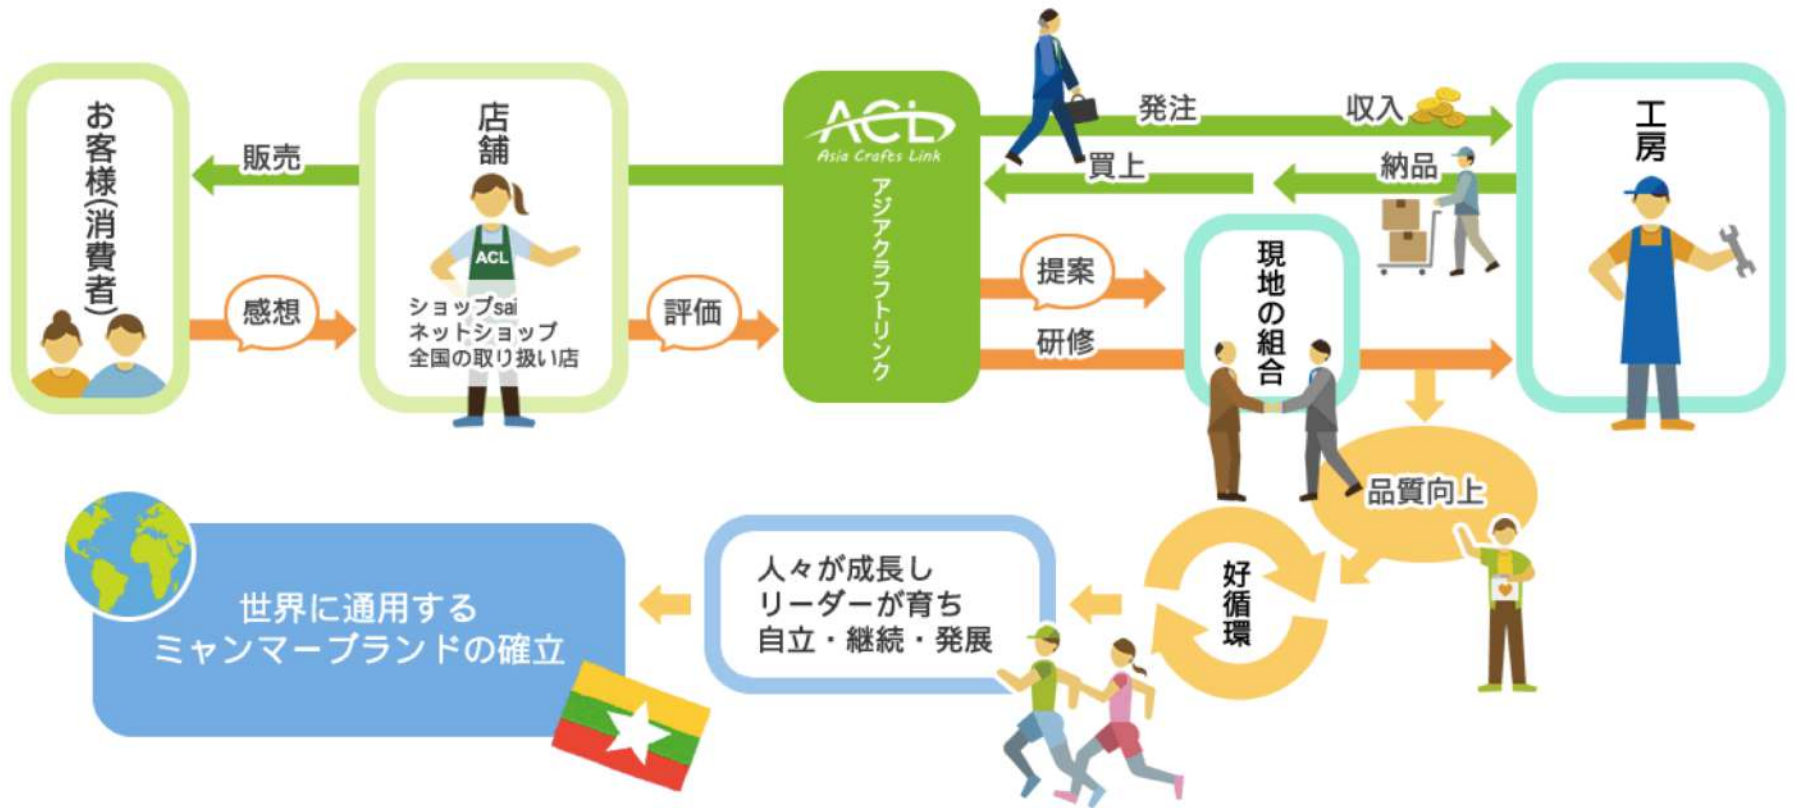 お客様(消費者)
販売
感想
店舗
ACL
ショップsai
ネットショップ
全国の取り扱い店
評価
ACL
Asia Crafts Link
アジアクラフトリンク
発注
収入
買上
納品
提案
研修
現地の組合
工房
品質向上
好循環
人々が成長し
リーダーが育ち
自立・継続・発展
世界に通用する
ミャンマーブランドの確立